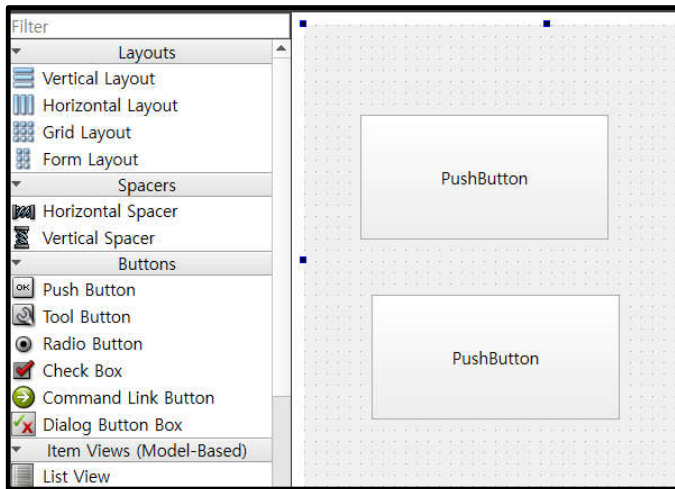 Filter
Layouts
Vertical Layout
Horizontal Layout
Grid Layout
Form Layout
Spacers
Horizontal Spacer
Vertical Spacer
Buttons
OK Push Button
Tool Button
Radio Button
Check Box
Command Link Button
Dialog Button Box
Item Views (Model-Based)
List View
PushButton
PushButton